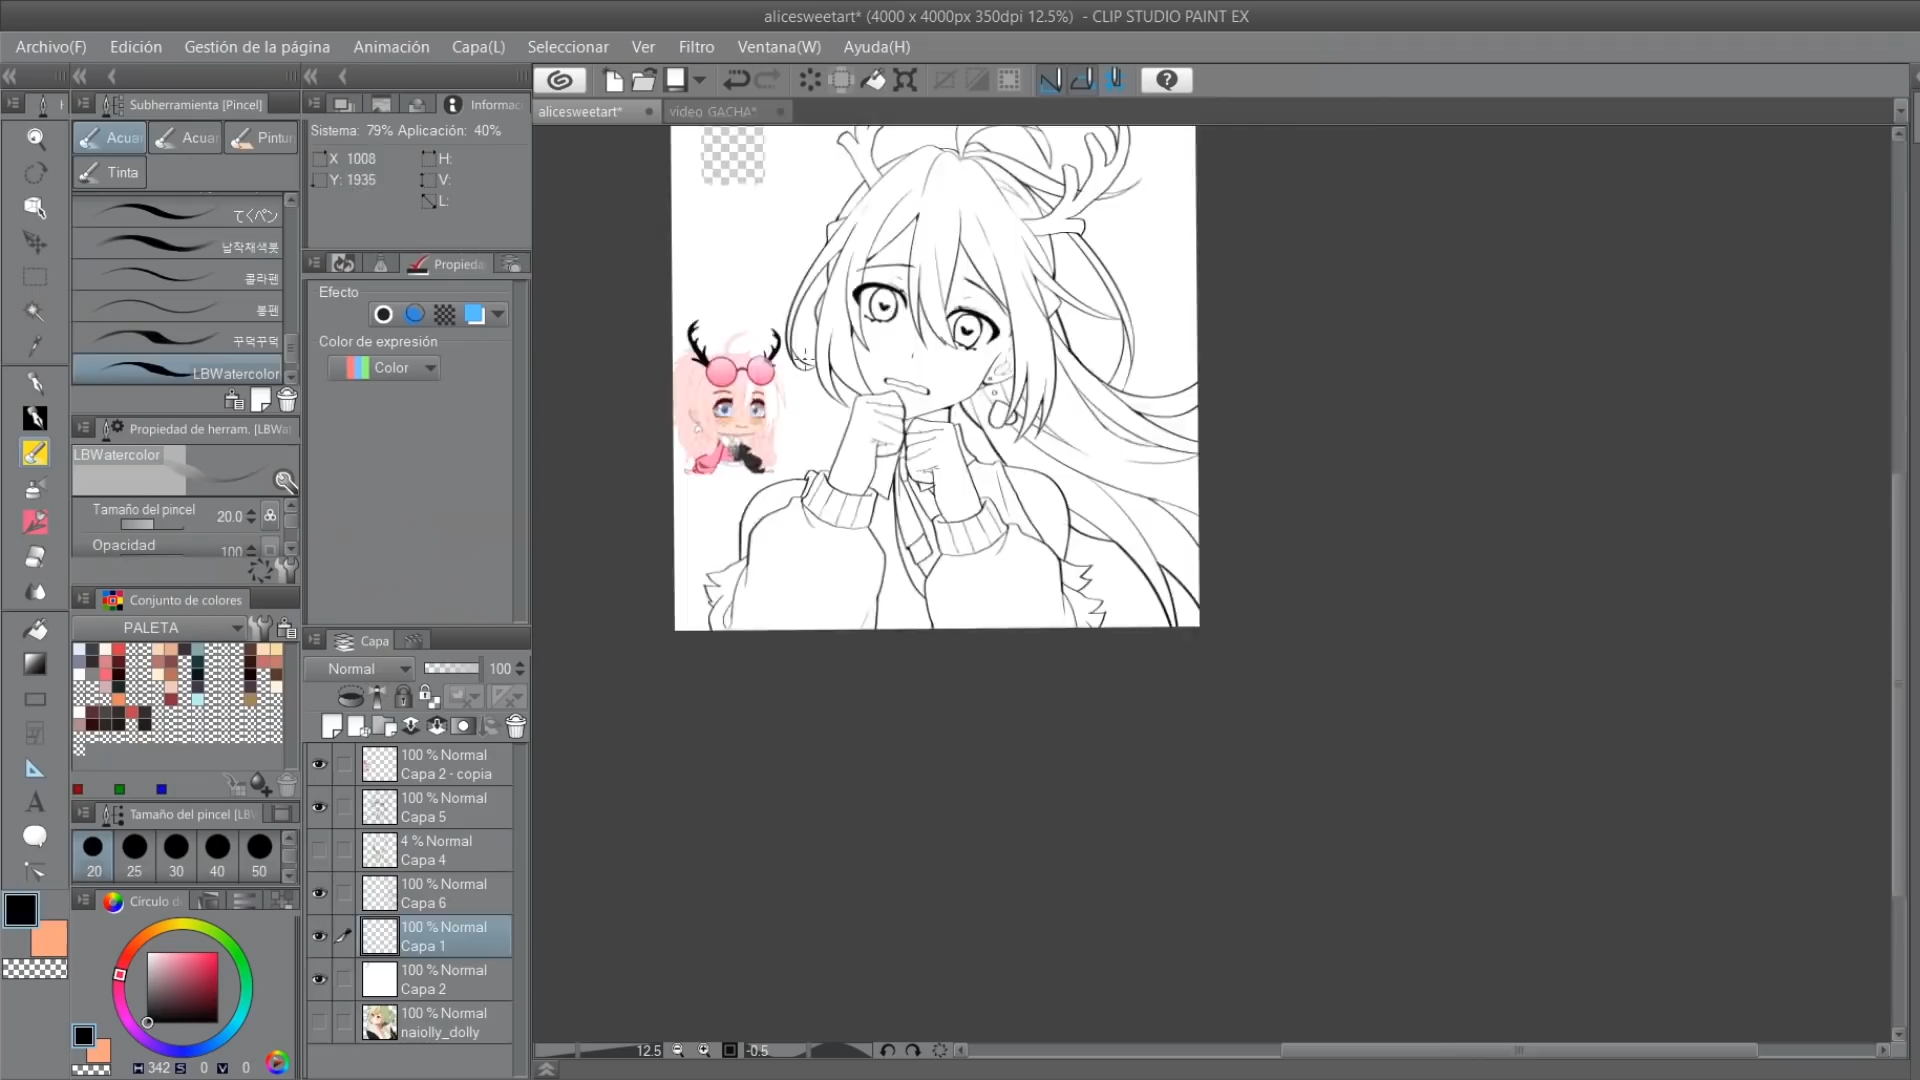 alicesweetart* (4000 x 4000px 350dpi 12.5%) - CLIP STUDIO PAINT EX
Archivo(F) Edición Gestión de la página Animación Capa(L) Seleccionar Ver Filtro Ventana(W) Ayuda(H)
alicesweetart* video GACHA*
Subherramienta [Pincel]
Acuar Acuar Pintur
Tinta
てくペン
납작채색붓
콜라펜
붕펜
꾸덕꾸덕
LBWatercolor
Propiedad de herram. [LBWat
LBWatercolor
Tamaño del pincel 20.0
Opacidad 100
Conjunto de colores
PALETA
Tamaño del pincel [LBW
20 25 30 40 50
Círculo d
H 342 S 0 V 0
Informac
Sistema: 79% Aplicación: 40%
X 1008 H:
Y: 1935 V:
L:
Propieda
Efecto
Color de expresión
Color
Capa
Normal 100
100 % Normal
Capa 2 - copia
100 % Normal
Capa 5
4 % Normal
Capa 4
100 % Normal
Capa 6
100 % Normal
Capa 1
100 % Normal
Capa 2
100 % Normal
naiolly_dolly
12.5 -0.5